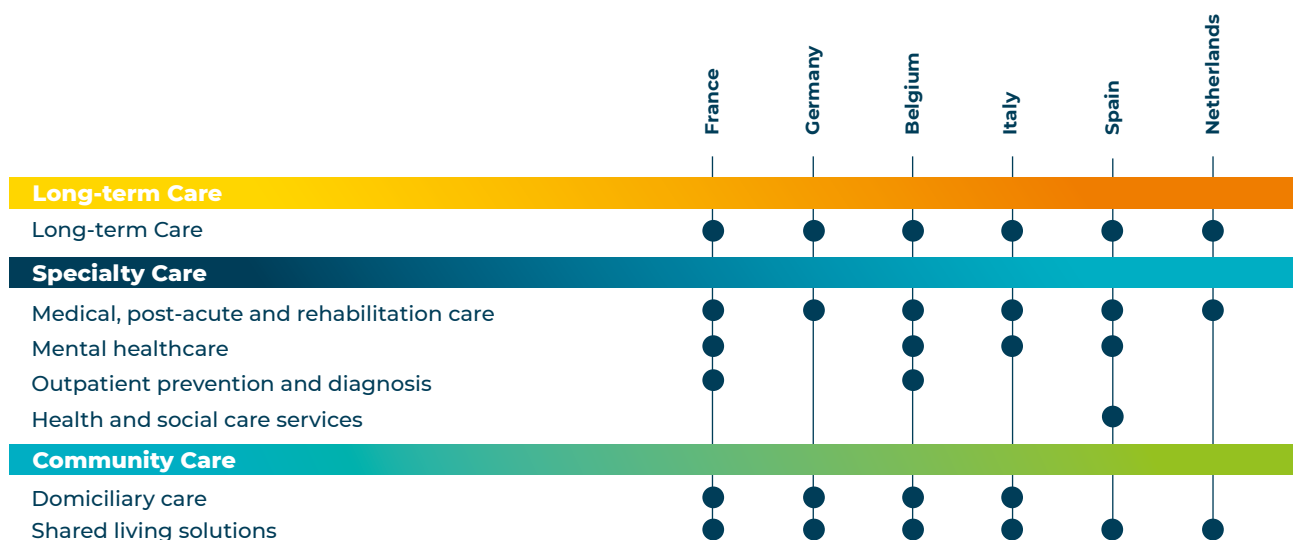 France
Germany
Belgium
Italy
Spain
Netherlands
Long-term Care
Long-term Care
Specialty Care
Medical, post-acute and rehabilitation care
Mental healthcare
Outpatient prevention and diagnosis
Health and social care services
Community Care
Domiciliary care
Shared living solutions